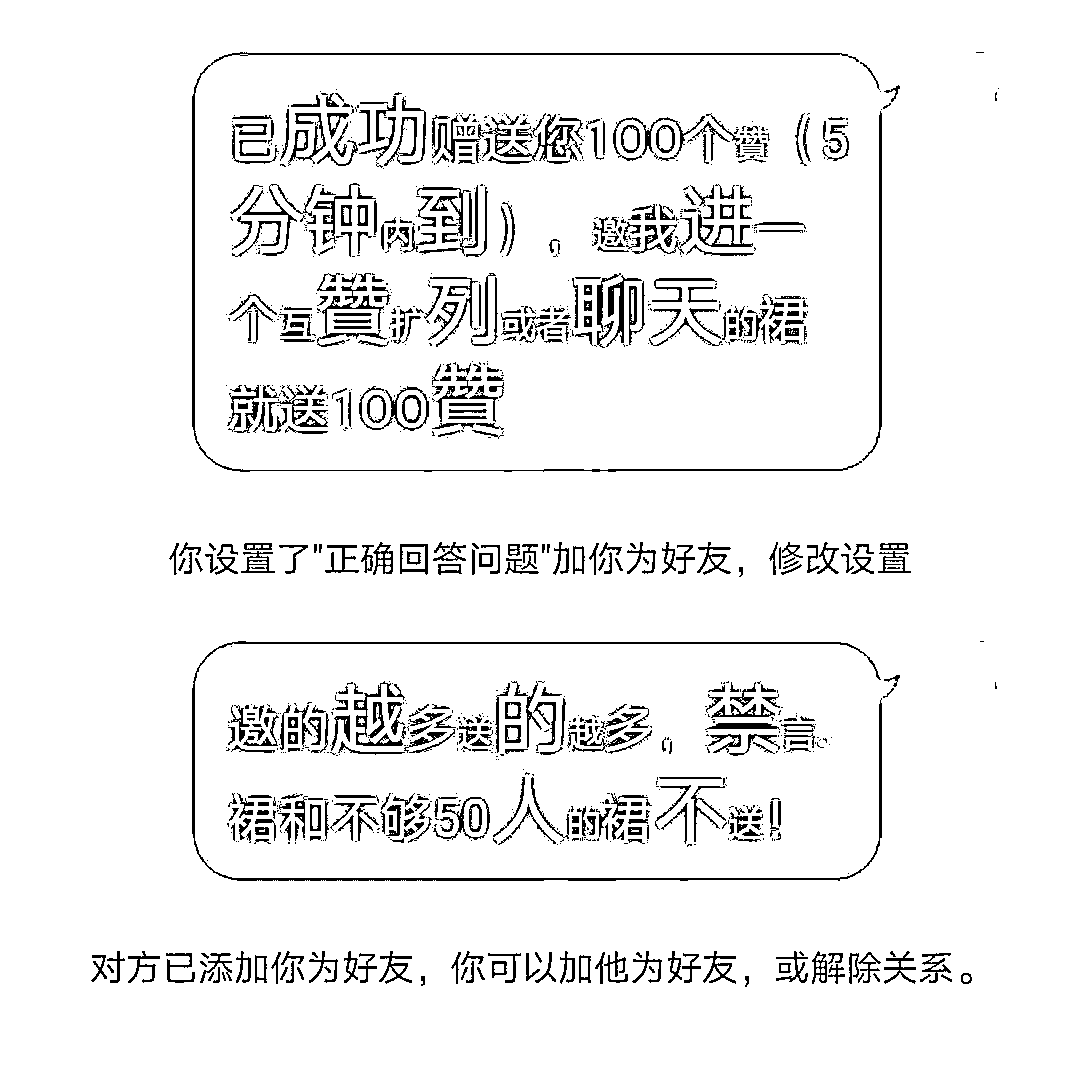 已成功赠送您100个赞（5
分钟内到），邀我进一
个互贊扩列或者聊天的裙
就送100贊
你设置了"正确回答问题"加你为好友，修改设置
邀的越多送的越多，禁言。
裙和不够50人的裙不送！
对方已添加你为好友，你可以加他为好友，或解除关系。